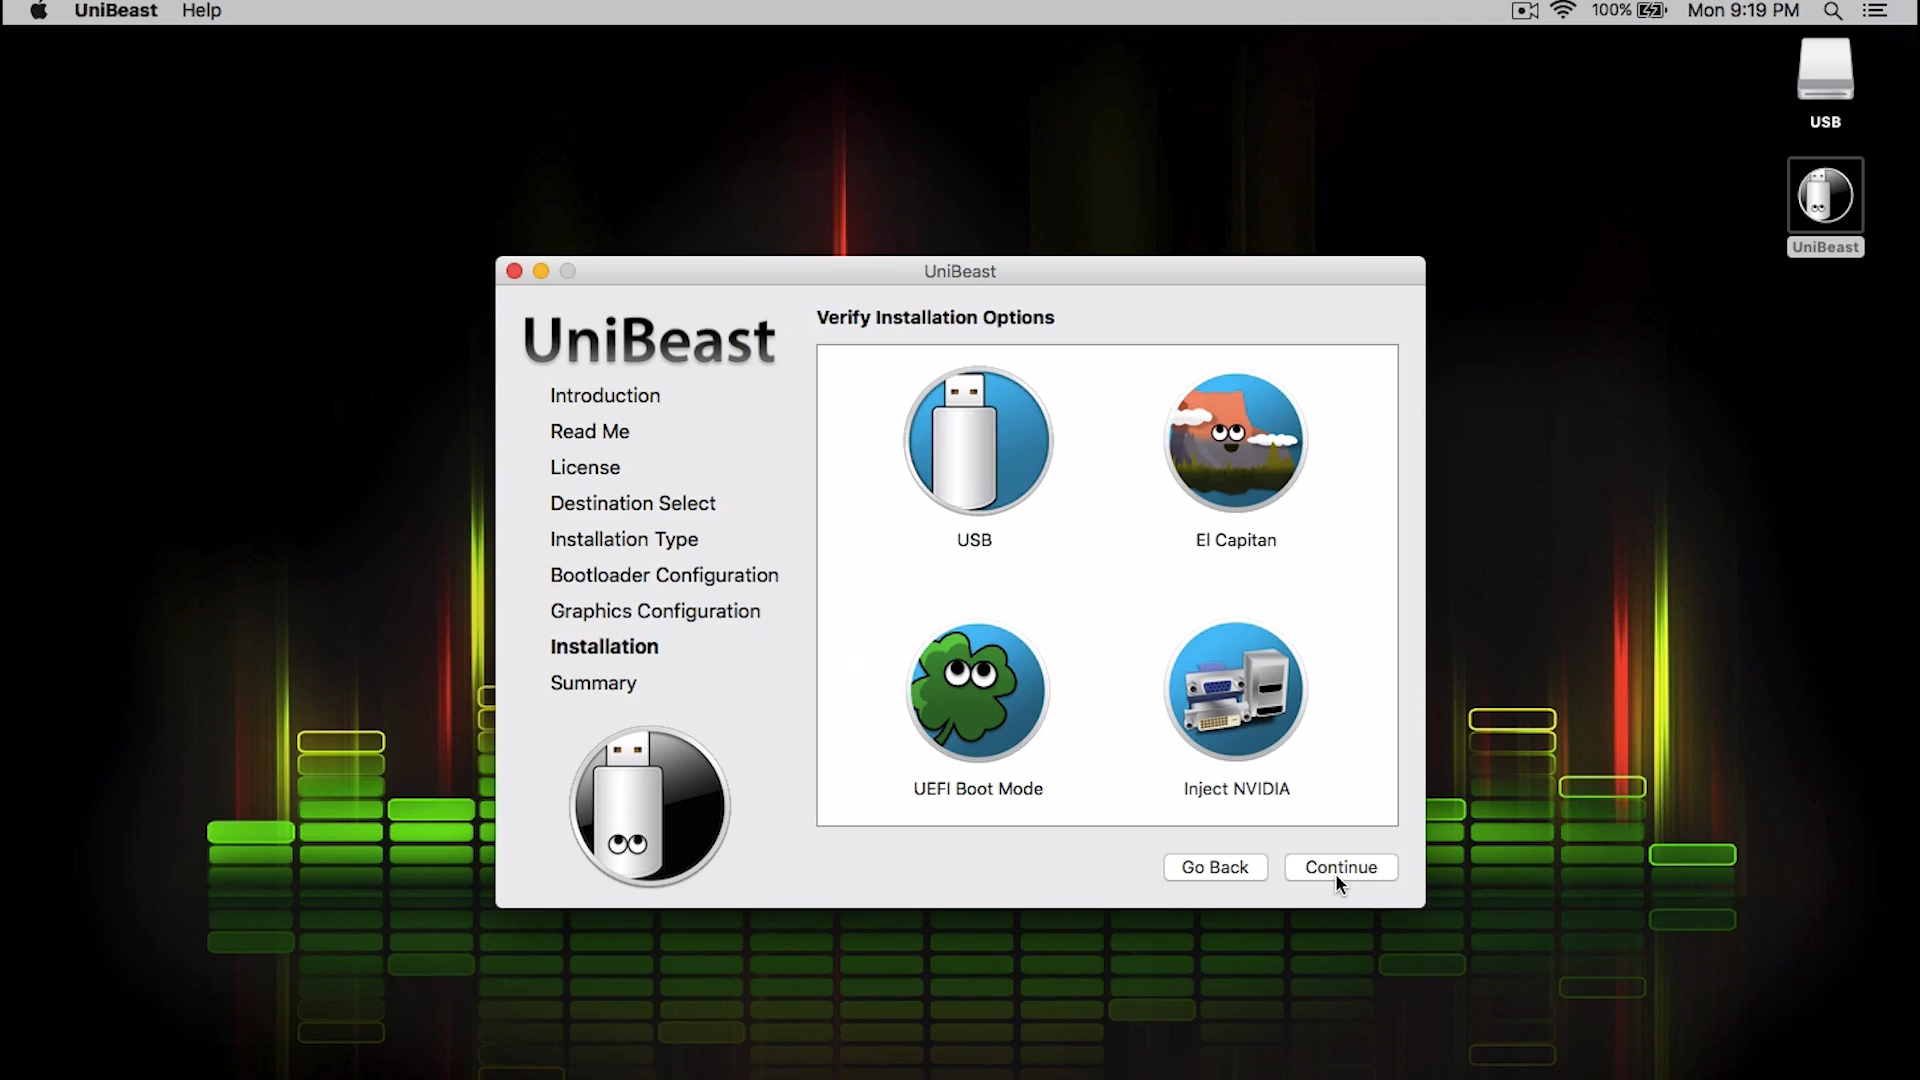 UniBeast Help 100% Mon 9:19 PM
USB
UniBeast
UniBeast
UniBeast
Verify Installation Options
Introduction
Read Me
License
Destination Select
Installation Type
Bootloader Configuration
Graphics Configuration
Installation
Summary
USB
El Capitan
UEFI Boot Mode
Inject NVIDIA
Go Back
Continue